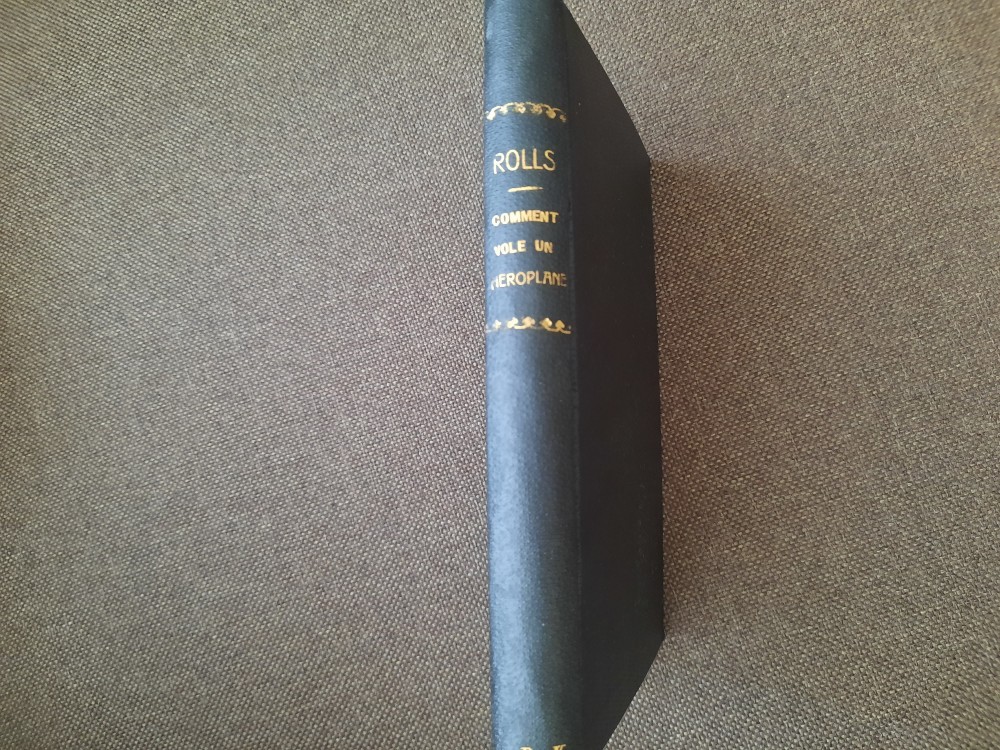 ROLLS
COMMENT
VOLE UN
AEROPLANE